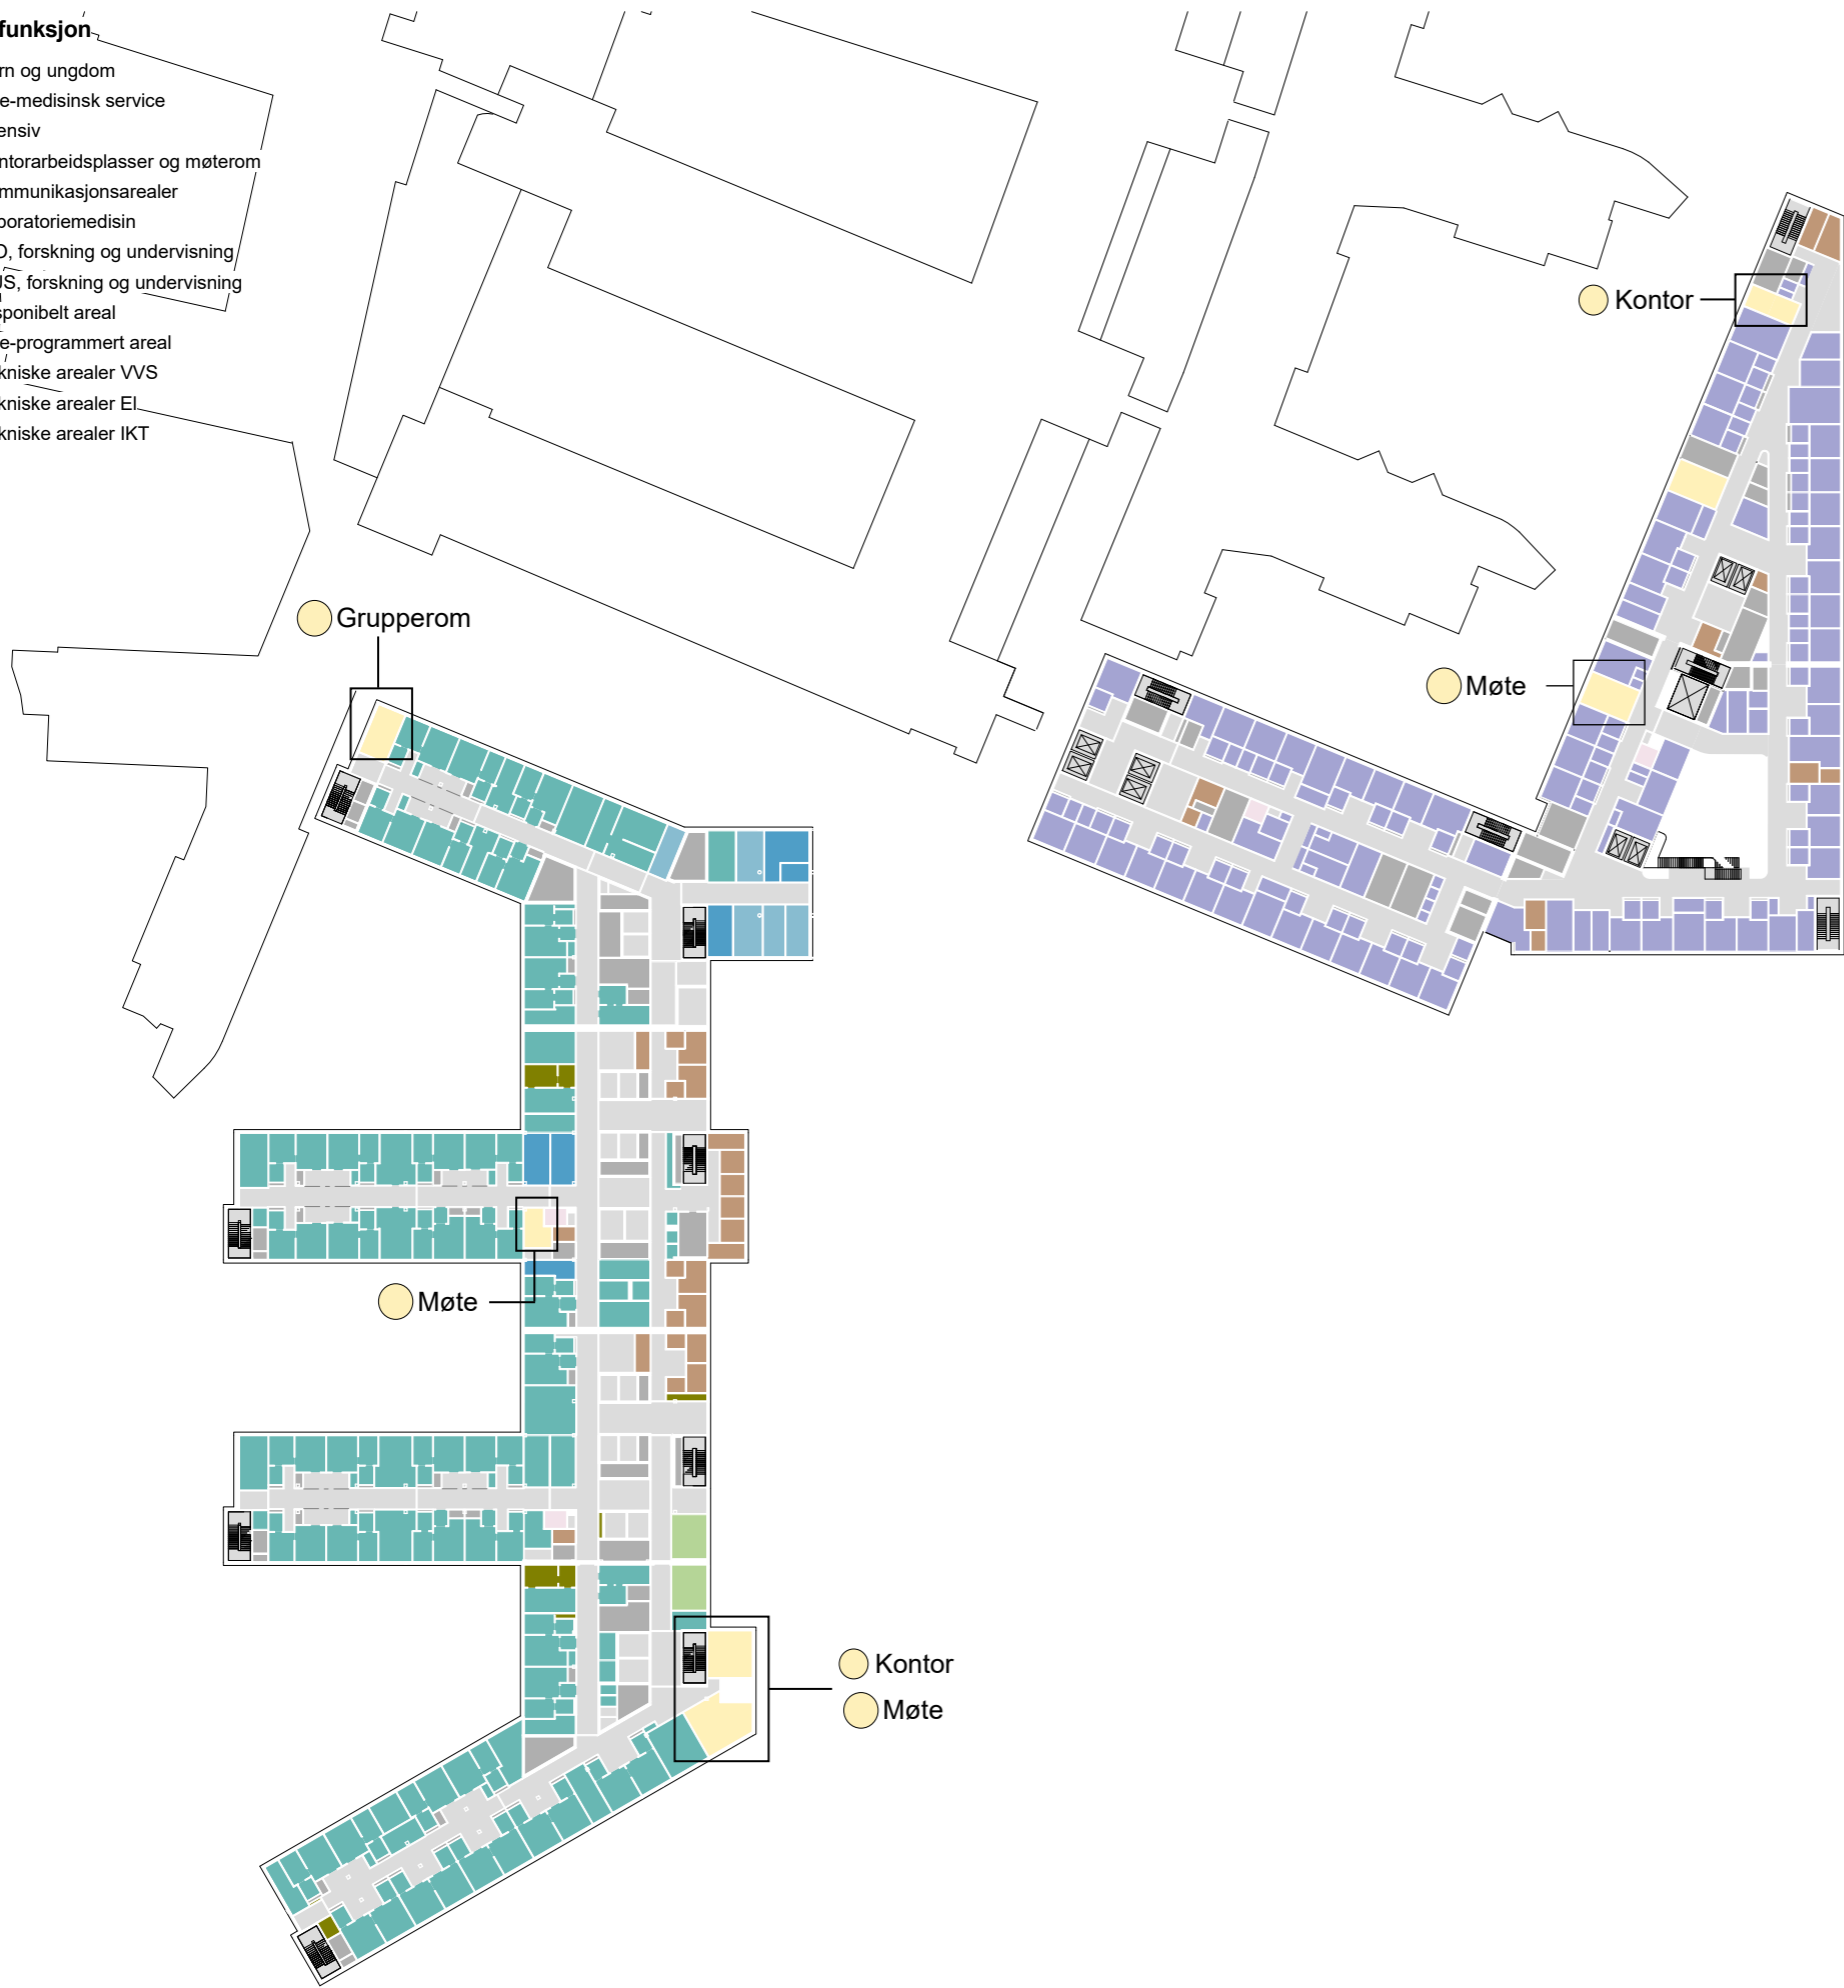 funksjon
rn og ungdom
e-medisinsk service
ensiv
ntorarbeidsplasser og møterom
mmunikasjonsarealer
boratoriemedisin
O, forskning og undervisning
US, forskning og undervisning
sponibelt areal
e-programmert areal
kniske arealer VVS
kniske arealer El
kniske arealer IKT
Kontor
Grupperom
Møte
Møte
Kontor
Møte